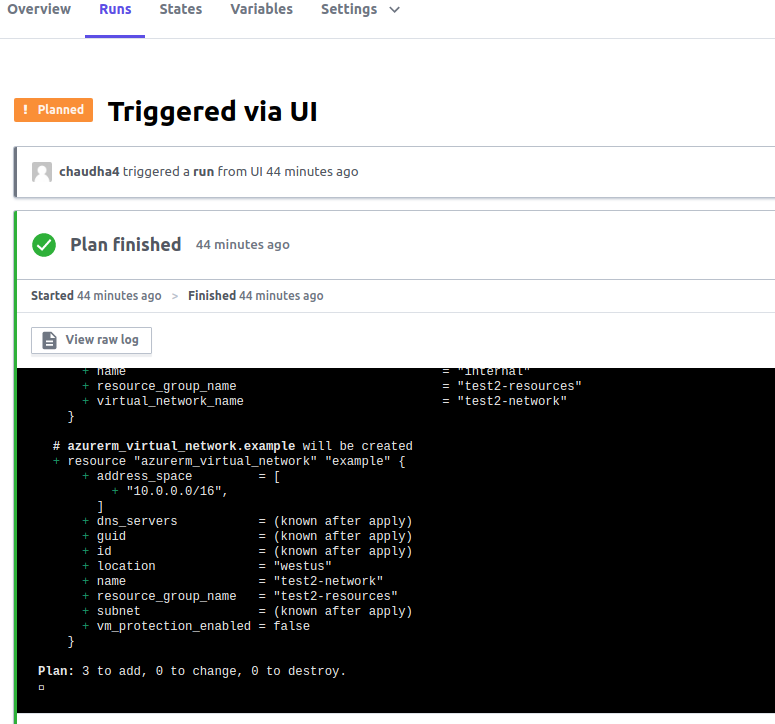 Overview Runs States Variables Settings
! Planned Triggered via UI
chaudha4 triggered a run from UI 44 minutes ago
Plan finished 44 minutes ago
Started 44 minutes ago > Finished 44 minutes ago
View raw log
+ name = "internal"
+ resource_group_name = "test2-resources"
+ virtual_network_name = "test2-network"
}
# azurerm_virtual_network.example will be created
+ resource "azurerm_virtual_network" "example" {
+ address_space = [
+ "10.0.0.0/16",
]
+ dns_servers = (known after apply)
+ guid = (known after apply)
+ id = (known after apply)
+ location = "westus"
+ name = "test2-network"
+ resource_group_name = "test2-resources"
+ subnet = (known after apply)
+ vm_protection_enabled = false
}
Plan: 3 to add, 0 to change, 0 to destroy.